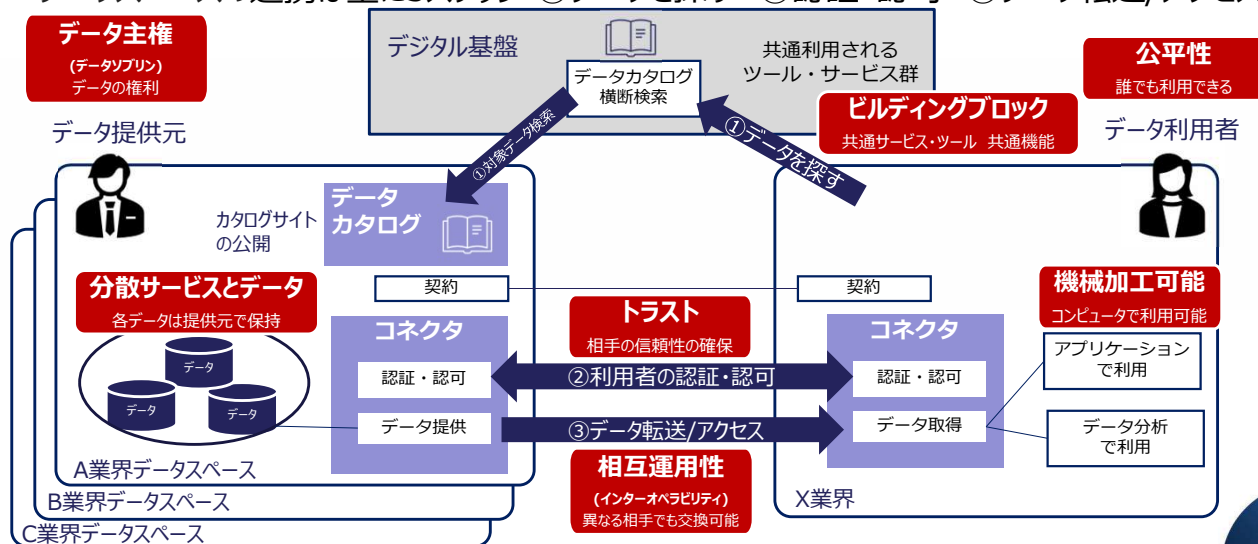 データ主権
(データソブリン)
データの権利
データ提供元
デジタル基盤
データカタログ
横断検索
共通利用される
ツール・サービス群
公平性
誰でも利用できる
ビルディングブロック
共通サービス・ツール 共通機能
データ利用者
①対象データ検索
①データを探す
カタログサイト
の公開
データ
カタログ
分散サービスとデータ
各データは提供元で保持
データ
データ
データ
契約
契約
トラスト
相手の信頼性の確保
機械加工可能
コンピュータで利用可能
コネクタ
認証・認可
データ提供
②利用者の認証・認可
③データ転送/アクセス
コネクタ
認証・認可
データ取得
アプリケーション
で利用
データ分析
で利用
相互運用性
(インターオペラビリティ)
異なる相手でも交換可能
A業界データスペース
B業界データスペース
C業界データスペース
X業界